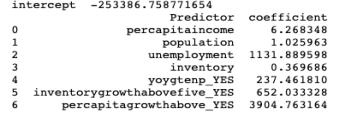 intercept -253386.758771654
Predictor coefficient
0 percapitaincome 6.268348
1 population 1.025963
2 unemployment 1131.889598
3 inventory 0.369686
4 yoygtenp_YES 237.461810
5 inventorygrowthabovefive_YES 652.033328
6 percapitagrowthabove_YES 3904.763164